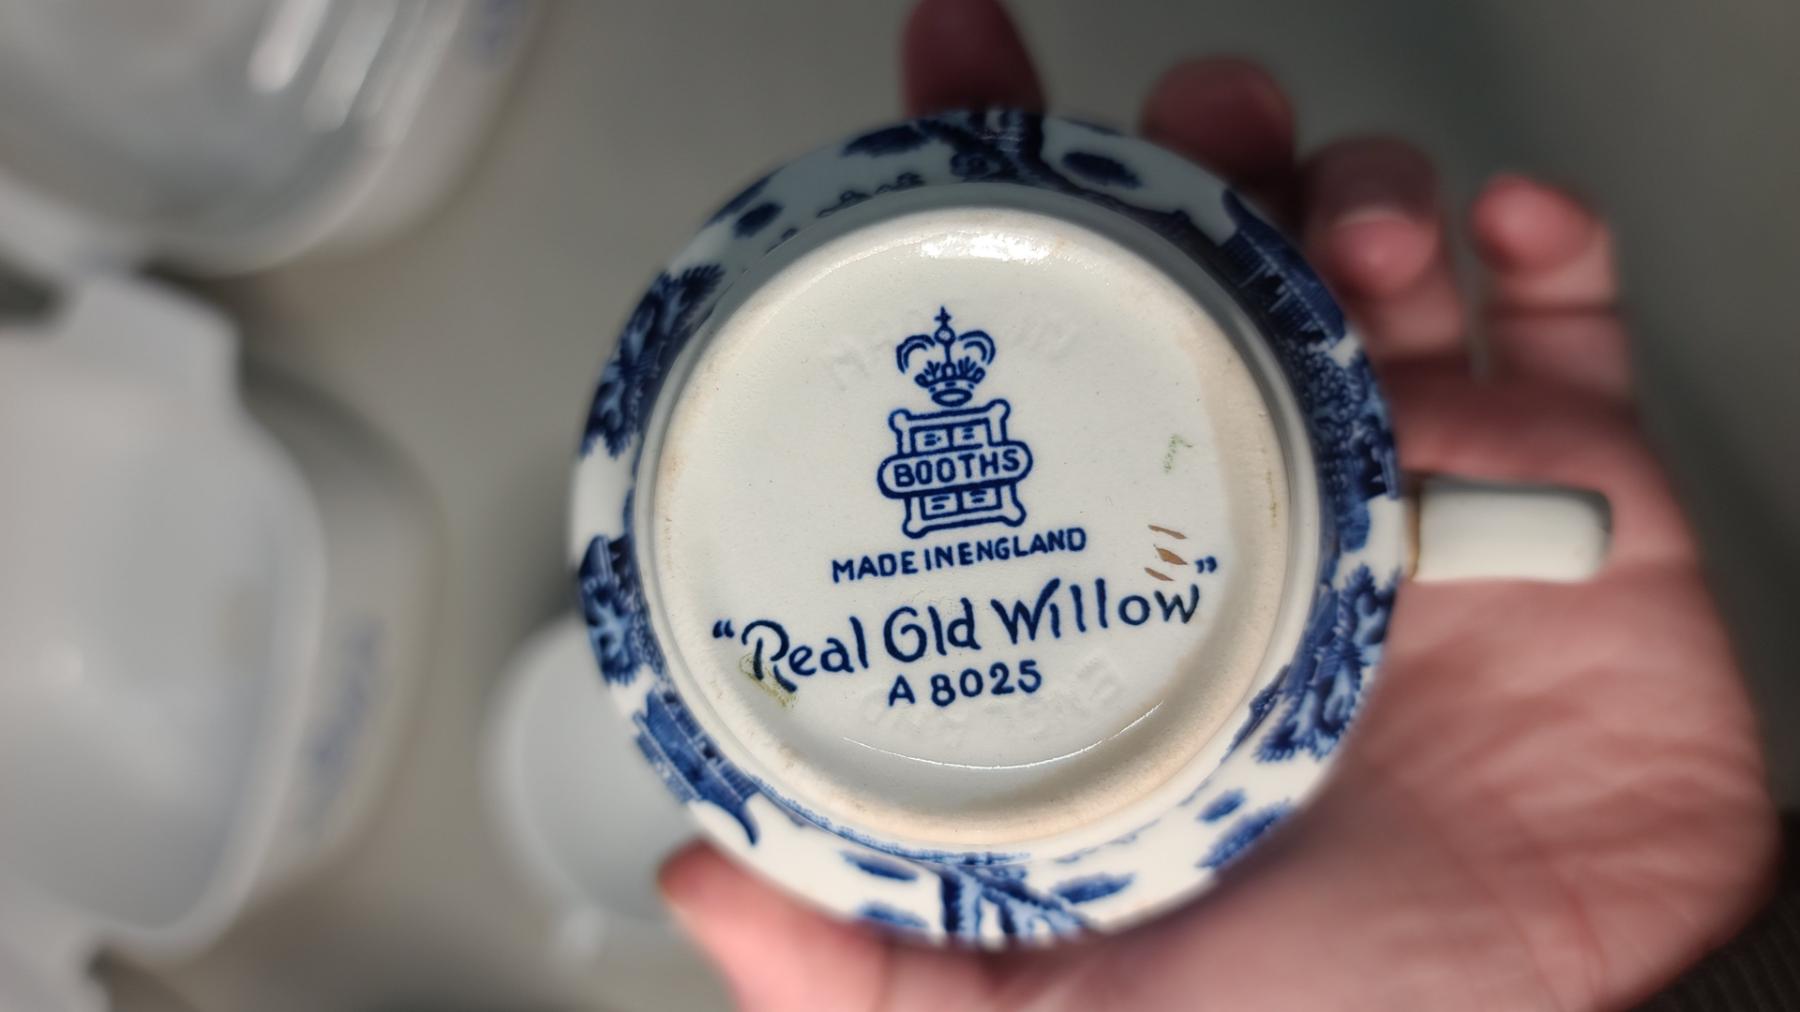 BOOTHS
MADE IN ENGLAND
"Real Old Willow"
A 8025